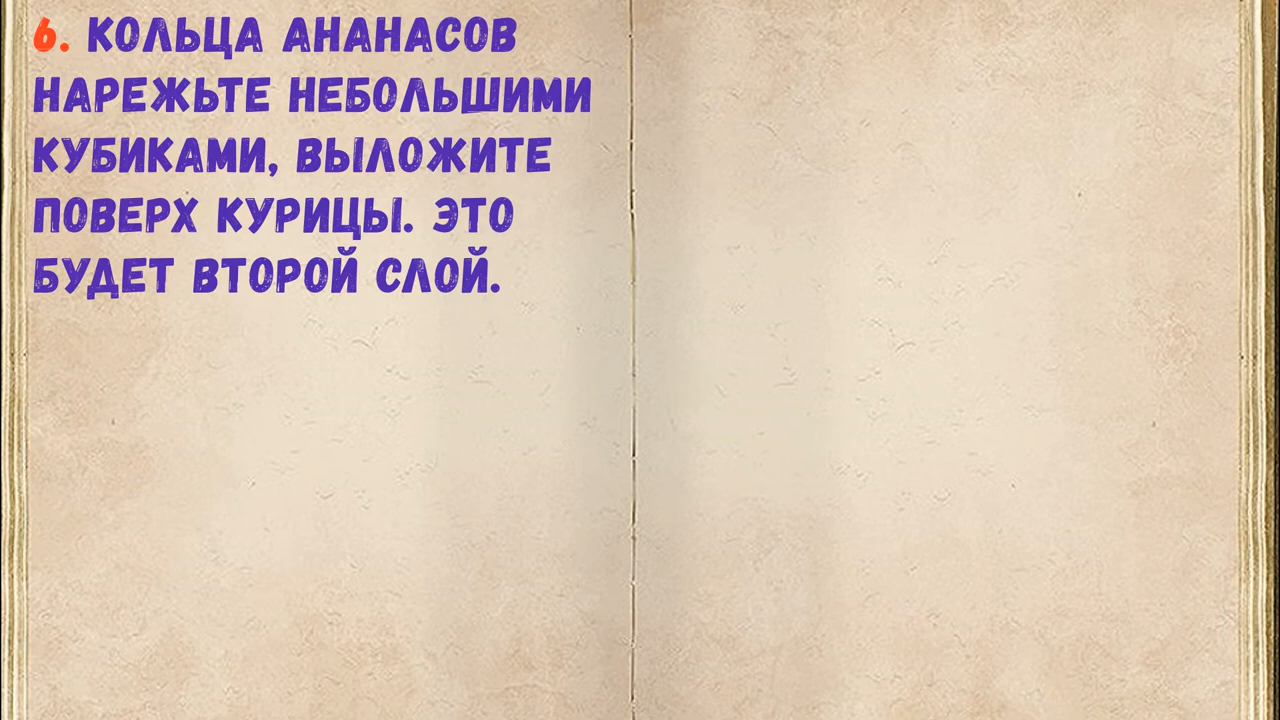 6. КОЛЬЦА АНАНАСОВ
НАРЕЖЬТЕ НЕБОЛЬШИМИ
КУБИКАМИ, ВЫЛОЖИТЕ
ПОВЕРХ КУРИЦЫ. ЭТО
БУДЕТ ВТОРОЙ СЛОЙ.